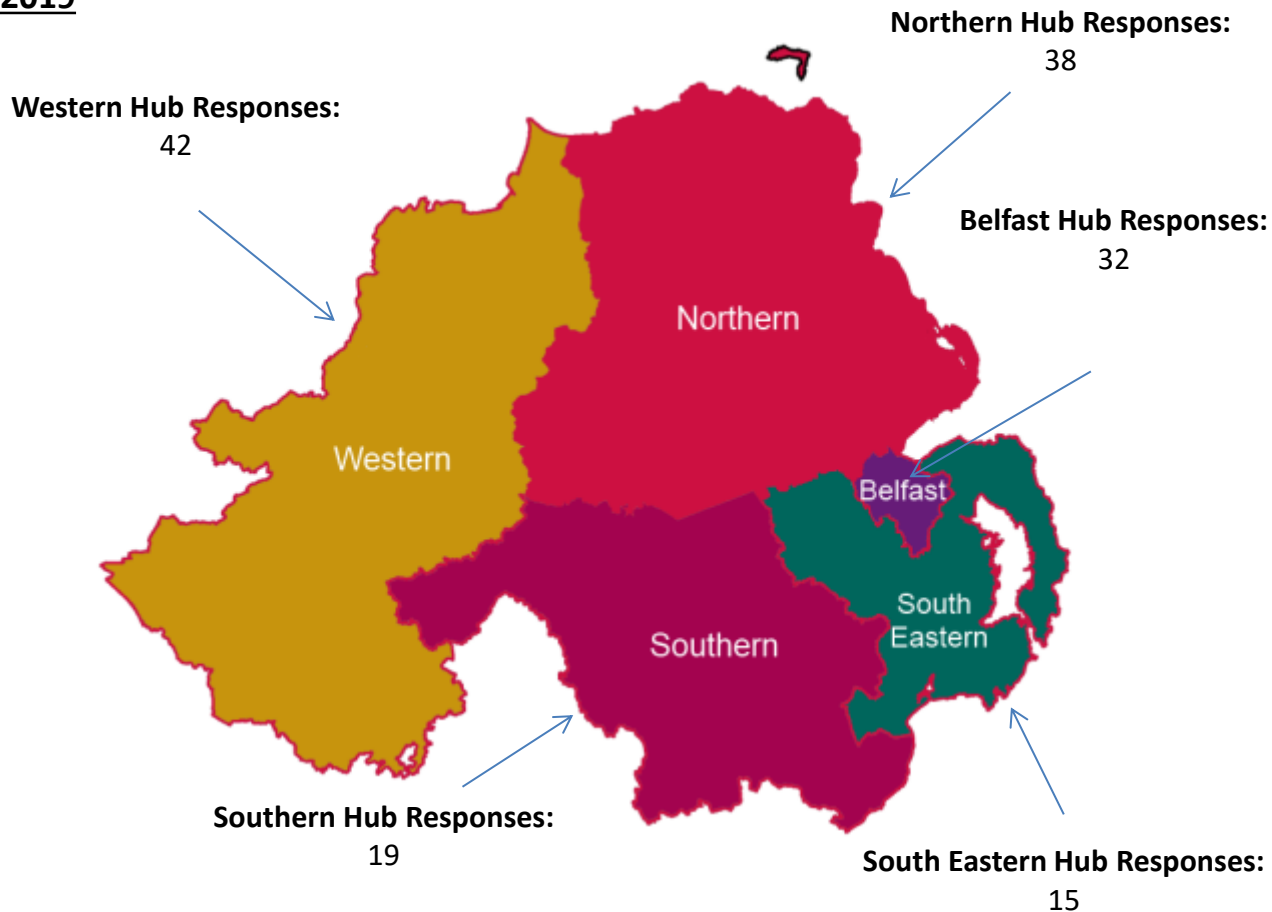 2019
Northern Hub Responses:
38
Western Hub Responses:
42
Belfast Hub Responses:
32
Northern
Western
Belfast
South
Eastern
Southern
Southern Hub Responses:
19
South Eastern Hub Responses:
15